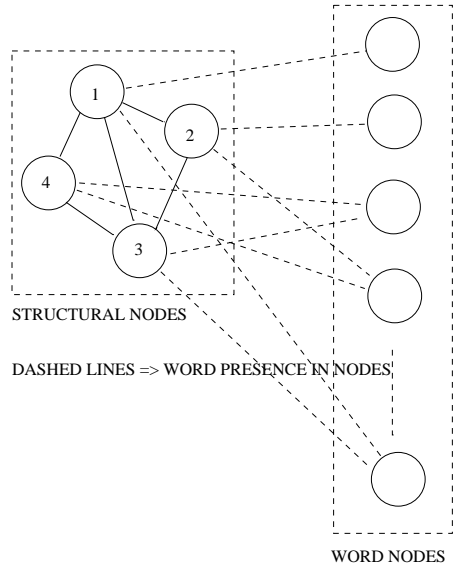 1
2
4
3
STRUCTURAL NODES
DASHED LINES => WORD PRESENCE IN NODES
WORD NODES